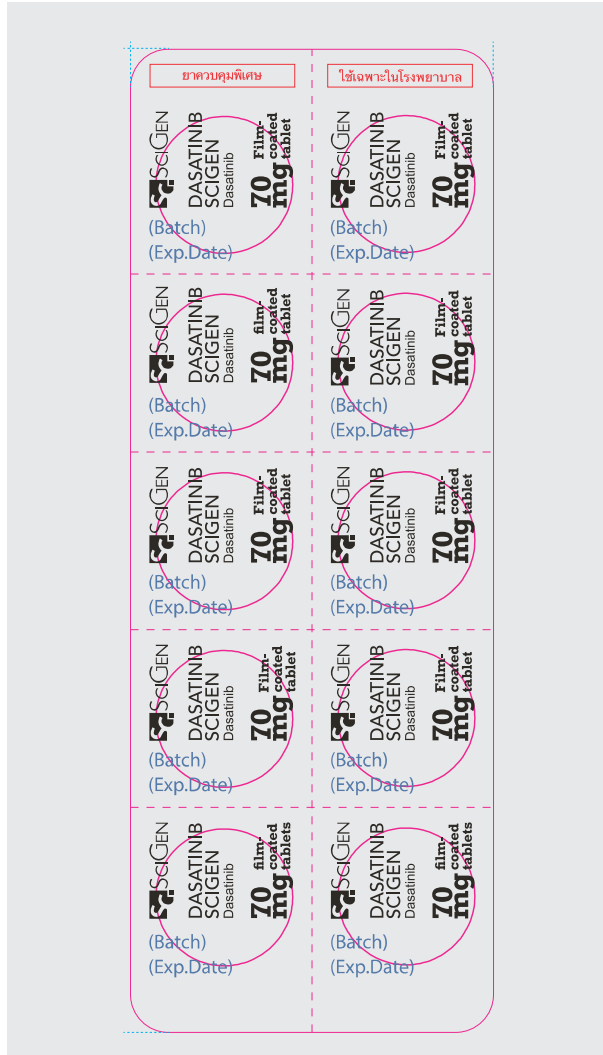 ยาควบคุมพิเศษ
ใช้เฉพาะในโรงพยาบาล
SCIGEN
DASATINIB
SCIGEN
Dasatinib
70
mg
Film-
coated
tablet
(Batch)
(Exp.Date)
SCIGEN
DASATINIB
SCIGEN
Dasatinib
70
mg
Film-
coated
tablet
(Batch)
(Exp.Date)
SCIGEN
DASATINIB
SCIGEN
Dasatinib
70
mg
film-
coated
tablet
(Batch)
(Exp.Date)
SCIGEN
DASATINIB
SCIGEN
Dasatinib
70
mg
Film-
coated
tablet
(Batch)
(Exp.Date)
SCIGEN
DASATINIB
SCIGEN
Dasatinib
70
mg
Film-
coated
tablet
(Batch)
(Exp.Date)
SCIGEN
DASATINIB
SCIGEN
Dasatinib
70
mg
Film-
coated
tablet
(Batch)
(Exp.Date)
SCIGEN
DASATINIB
SCIGEN
Dasatinib
70
mg
Film-
coated
tablet
(Batch)
(Exp.Date)
SCIGEN
DASATINIB
SCIGEN
Dasatinib
70
mg
Film-
coated
tablet
(Batch)
(Exp.Date)
SCIGEN
DASATINIB
SCIGEN
Dasatinib
70
mg
film-
coated
tablets
(Batch)
(Exp.Date)
SCIGEN
DASATINIB
SCIGEN
Dasatinib
70
mg
film-
coated
tablets
(Batch)
(Exp.Date)